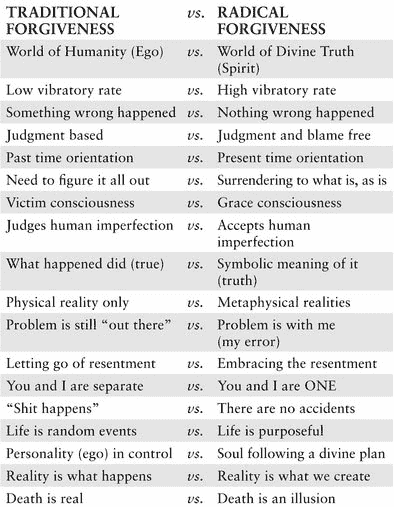 TRADITIONAL vs. RADICAL
FORGIVENESS FORGIVENESS
World of Humanity (Ego) vs. World of Divine Truth
(Spirit)
Low vibratory rate vs. High vibratory rate
Something wrong happened vs. Nothing wrong happened
Judgment based vs. Judgment and blame free
Past time orientation vs. Present time orientation
Need to figure it all out vs. Surrendering to what is, as is
Victim consciousness vs. Grace consciousness
Judges human imperfection vs. Accepts human
imperfection
What happened did (true) vs. Symbolic meaning of it
(truth)
Physical reality only vs. Metaphysical realities
Problem is still “out there” vs. Problem is with me
(my error)
Letting go of resentment vs. Embracing the resentment
You and I are separate vs. You and I are ONE
“Shit happens” vs. There are no accidents
Life is random events vs. Life is purposeful
Personality (ego) in control vs. Soul following a divine plan
Reality is what happens vs. Reality is what we create
Death is real vs. Death is an illusion